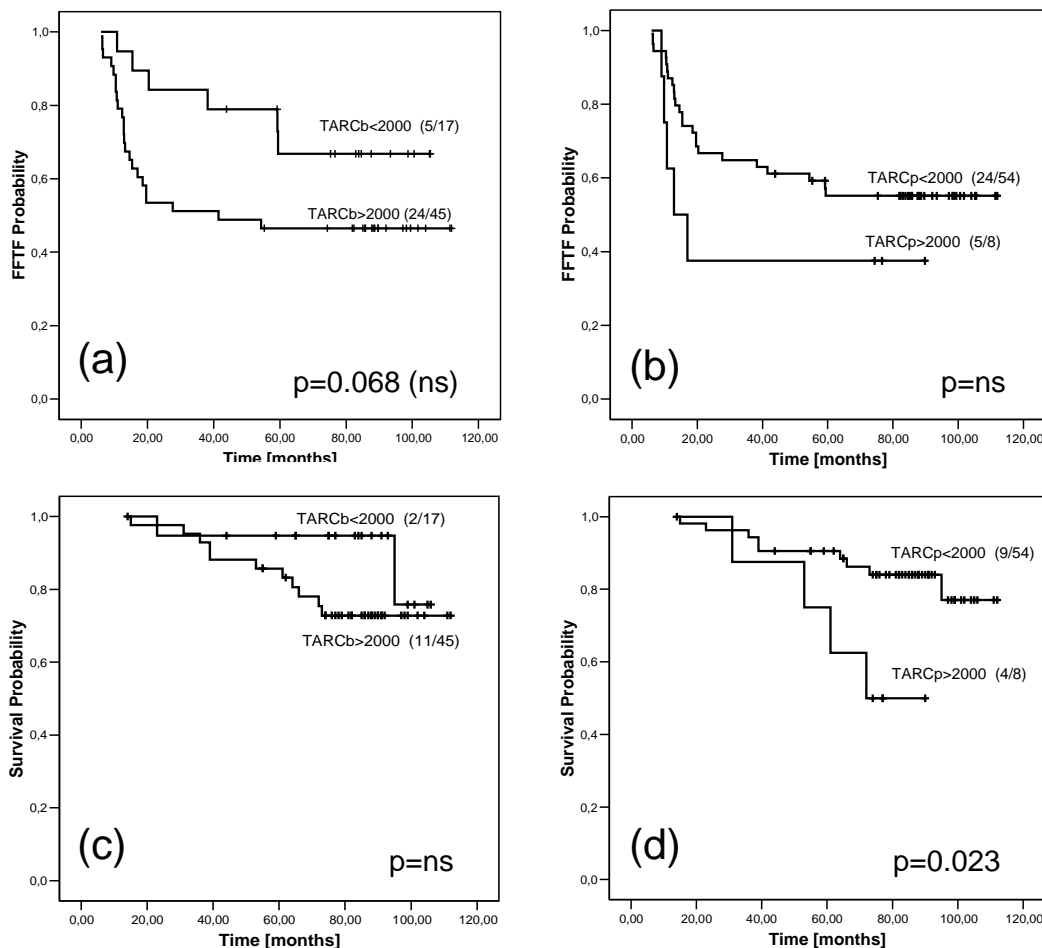 1,0
0,8
0,6
0,4
0,2
0,0
FFTF Probability
TARCb<2000 (5/17)
TARCb>2000 (24/45)
(a)
p=0.068 (ns)
0,00 20,00 40,00 60,00 80,00 100,00 120,00
Time [months]
1,0
0,8
0,6
0,4
0,2
0,0
FFTF Probability
TARCp<2000 (24/54)
TARCp>2000 (5/8)
(b)
p=ns
0,00 20,00 40,00 60,00 80,00 100,00 120,00
Time [months]
1,0
0,8
0,6
0,4
0,2
0,0
Survival Probability
TARCb<2000 (2/17)
TARCb>2000 (11/45)
(c)
p=ns
0,00 20,00 40,00 60,00 80,00 100,00 120,00
Time [months]
1,0
0,8
0,6
0,4
0,2
0,0
Survival Probability
TARCp<2000 (9/54)
TARCp>2000 (4/8)
(d)
p=0.023
0,00 20,00 40,00 60,00 80,00 100,00 120,00
Time [months]